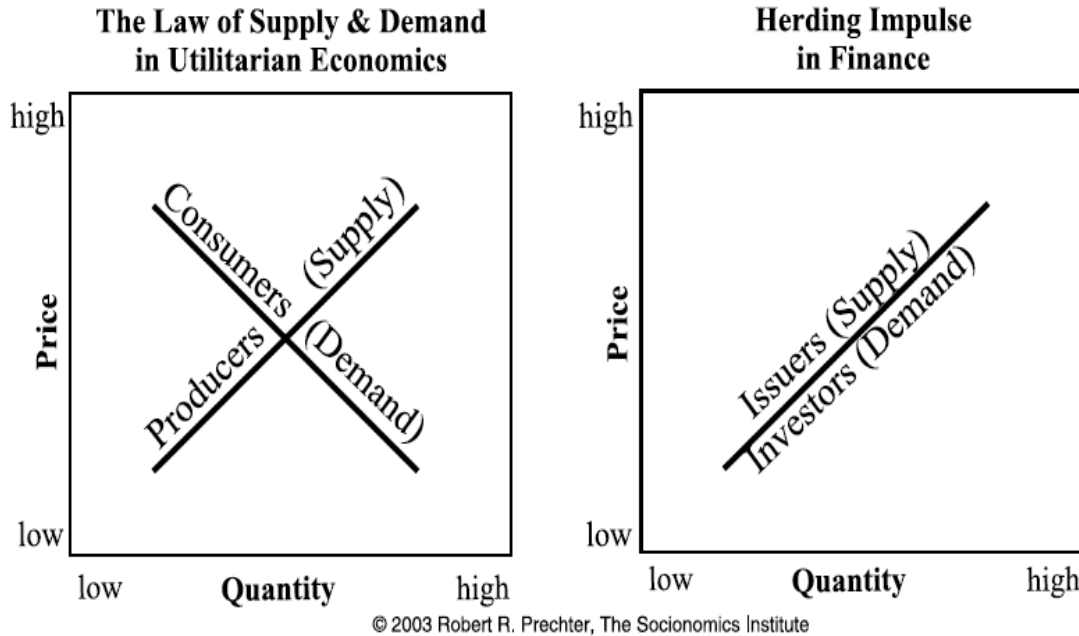 The Law of Supply & Demand
in Utilitarian Economics
high
Price
low
Consumers (Demand)
Producers (Supply)
low
Quantity
high
Herding Impulse
in Finance
high
Price
low
Issuers (Supply)
Investors (Demand)
low
Quantity
high
© 2003 Robert R. Prechter, The Socionomics Institute